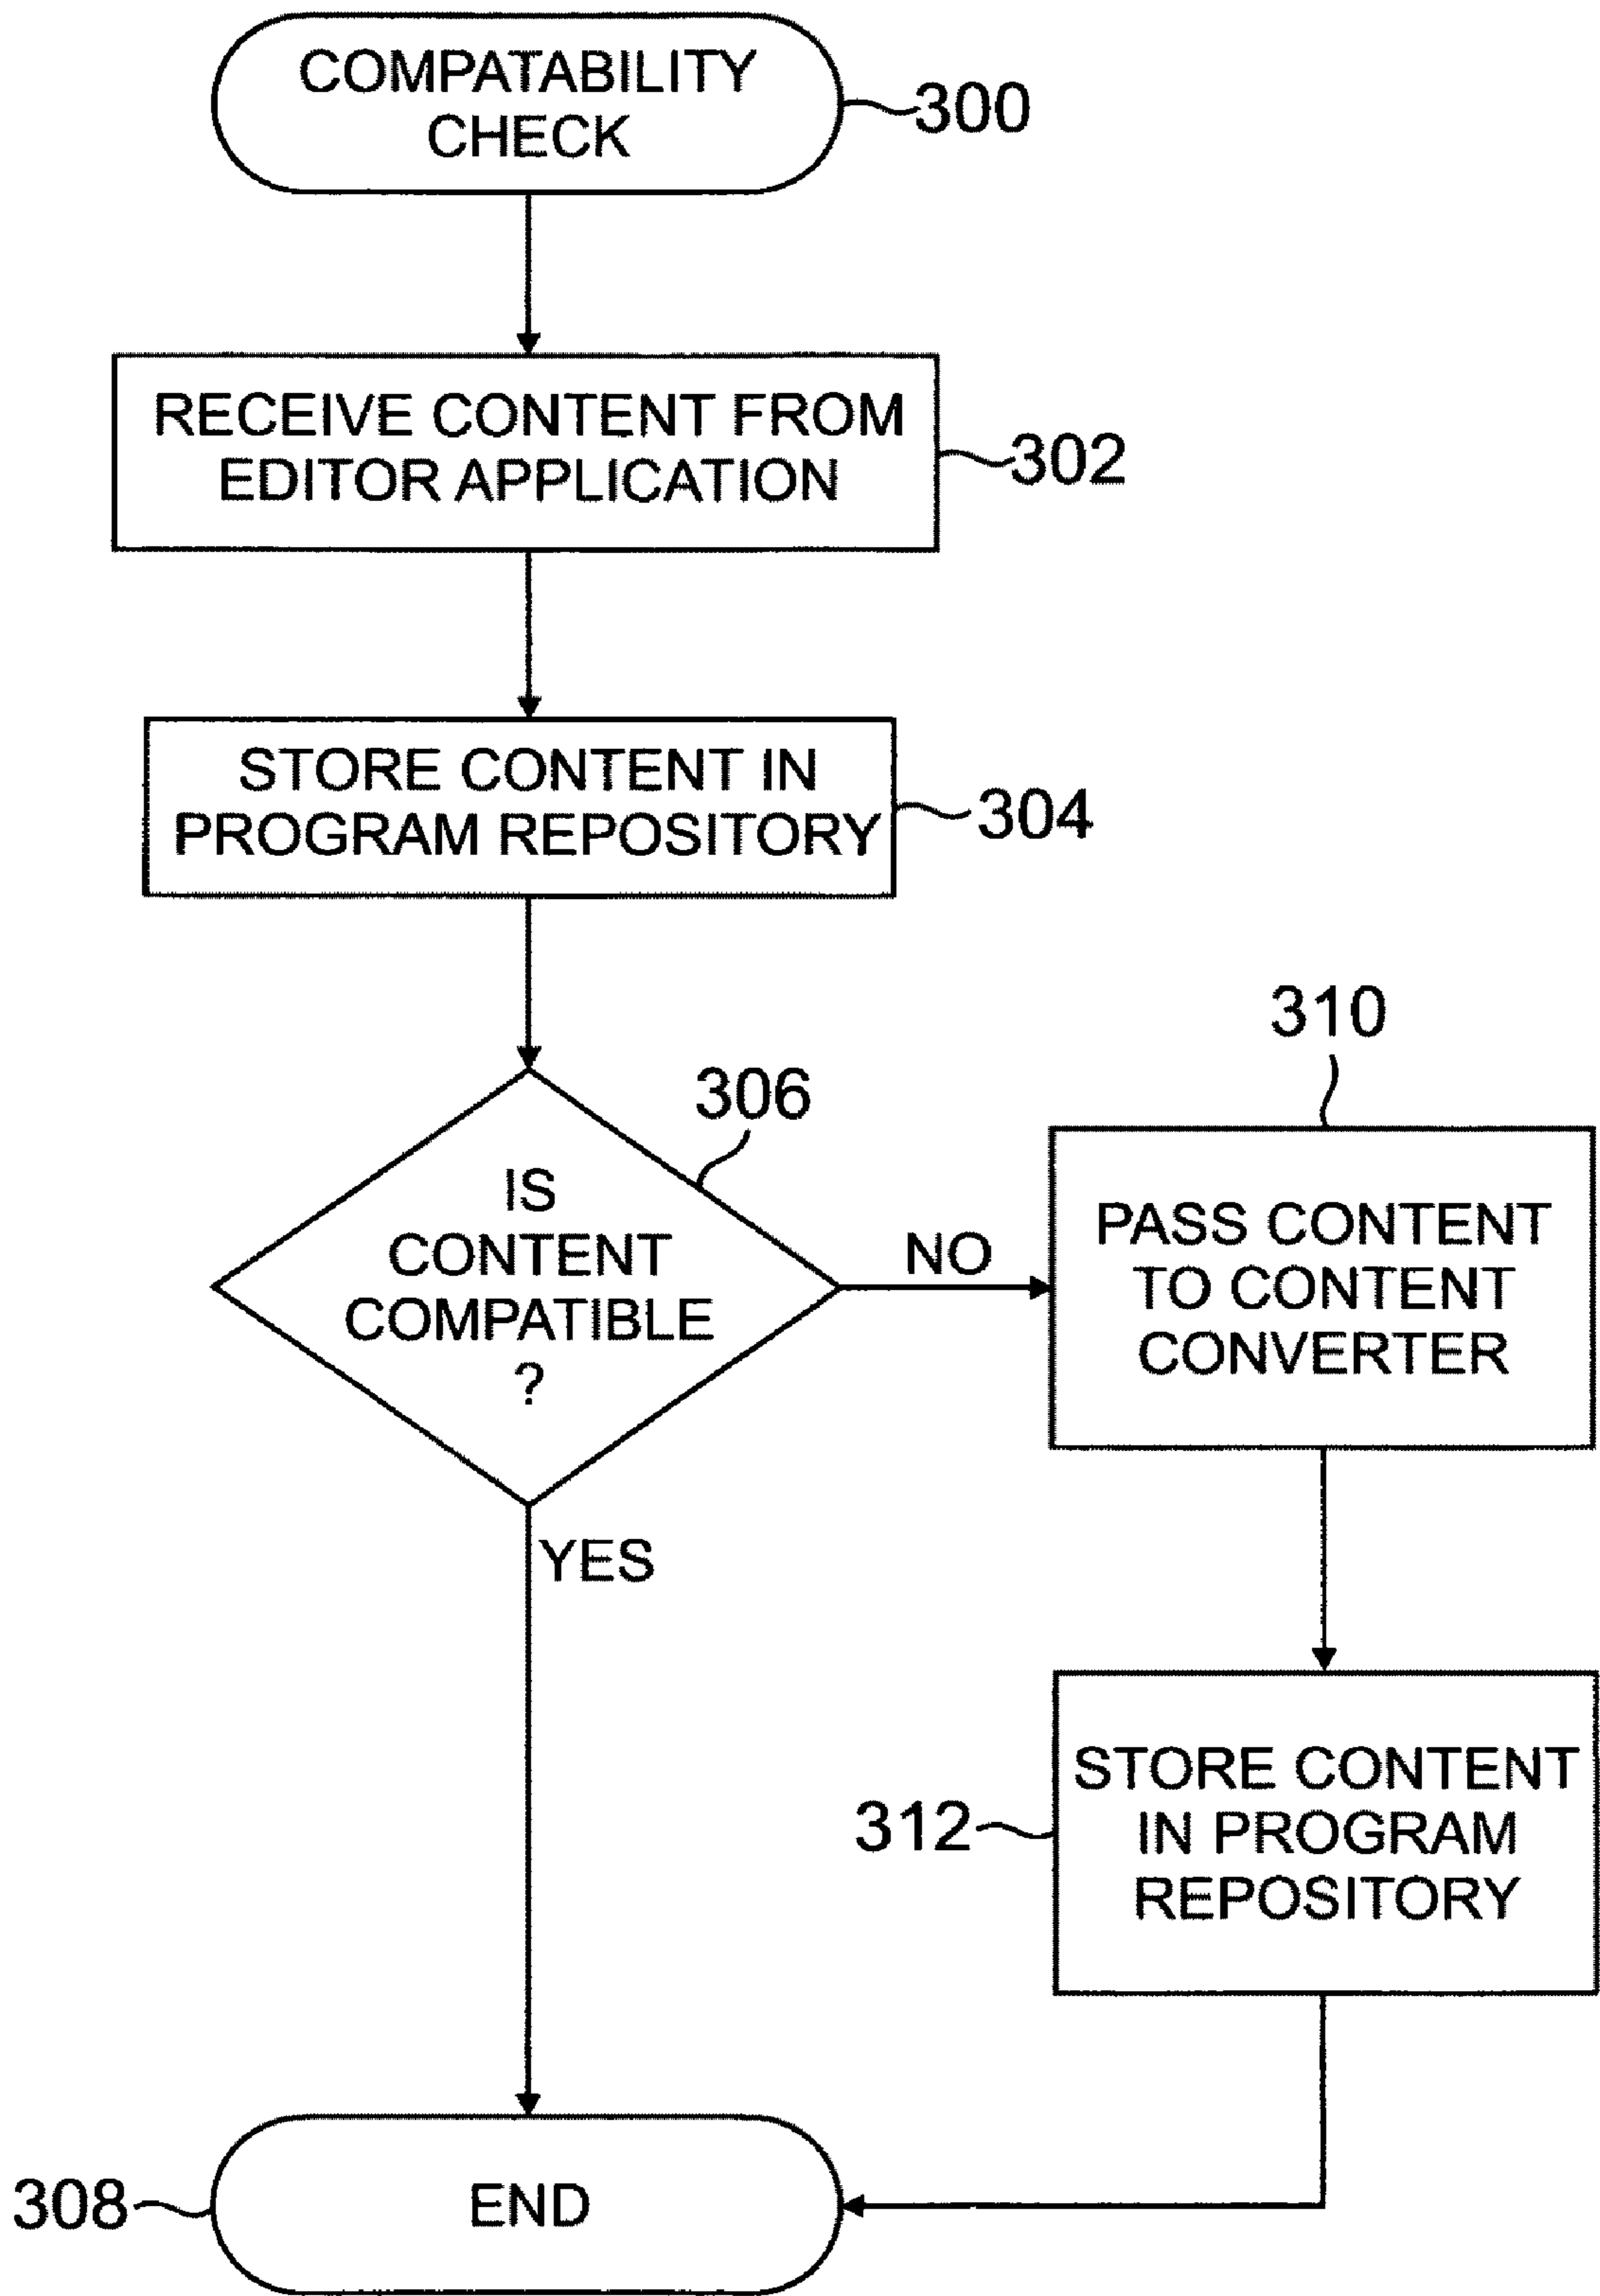 COMPATABILITY
CHECK
300
RECEIVE CONTENT FROM
EDITOR APPLICATION
302
STORE CONTENT IN
PROGRAM REPOSITORY
304
306
IS
CONTENT
COMPATIBLE
?
NO
YES
310
PASS CONTENT
TO CONTENT
CONVERTER
312
STORE CONTENT
IN PROGRAM
REPOSITORY
308
END